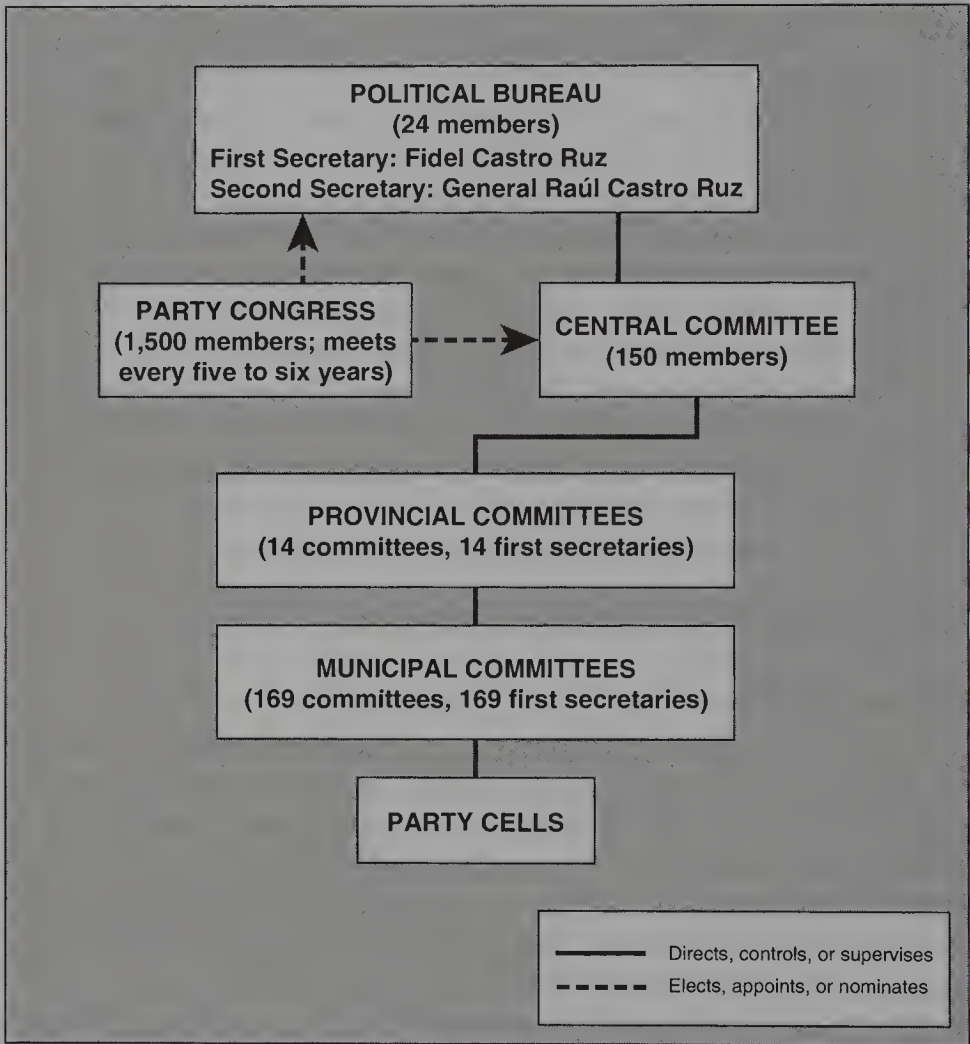 POLITICAL BUREAU
(24 members)
First Secretary: Fidel Castro Ruz
Second Secretary: General Raúl Castro Ruz
PARTY CONGRESS
(1,500 members; meets
every five to six years)
CENTRAL COMMITTEE
(150 members)
PROVINCIAL COMMITTEES
(14 committees, 14 first secretaries)
MUNICIPAL COMMITTEES
(169 committees, 169 first secretaries)
PARTY CELLS
Directs, controls, or supervises
Elects, appoints, or nominates